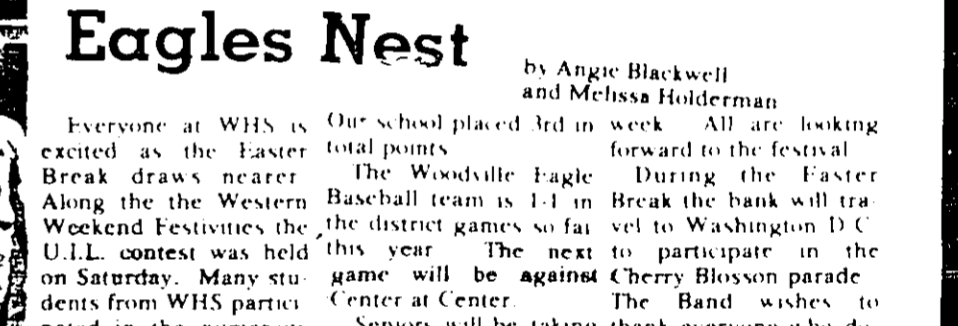 Eagles Nest
by Angie Blackwell
and Melissa Holderman
Everyone at WHS is
excited as the Easter
Break draws nearer
Along the the Western
Weekend Festivities the
U.I.L. contest was held
on Saturday. Many stu-
dents from WHS partici
Our school placed 3rd in
total points
The Woodville Eagle
Baseball team is 1-1 in
the district games so far
this year The next
game will be against
Center at Center.
Seniors will be taking
week All are looking
forward to the festival
During the Easter
Break the bank will tra-
vel to Washington D C
to participate in the
Cherry Blosson parade
The Band wishes to
thank everyone who